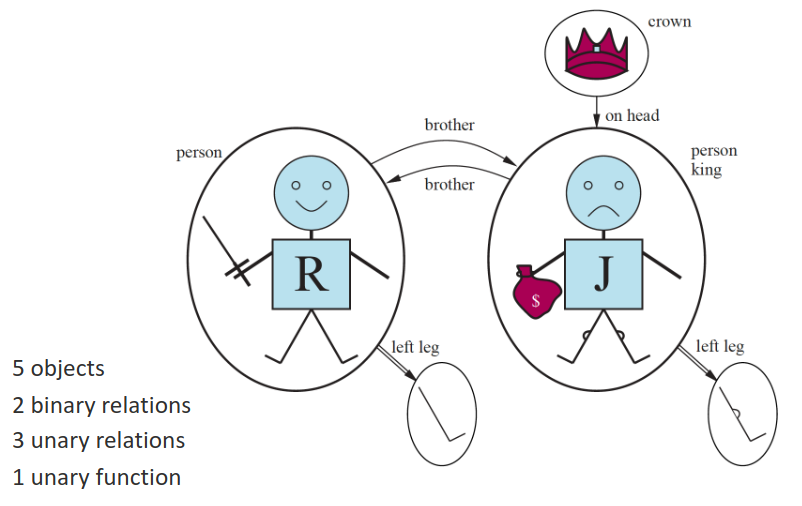 crown
on head
brother
person
person
king
brother
R
J
$
left leg
left leg
5 objects
2 binary relations
3 unary relations
1 unary function